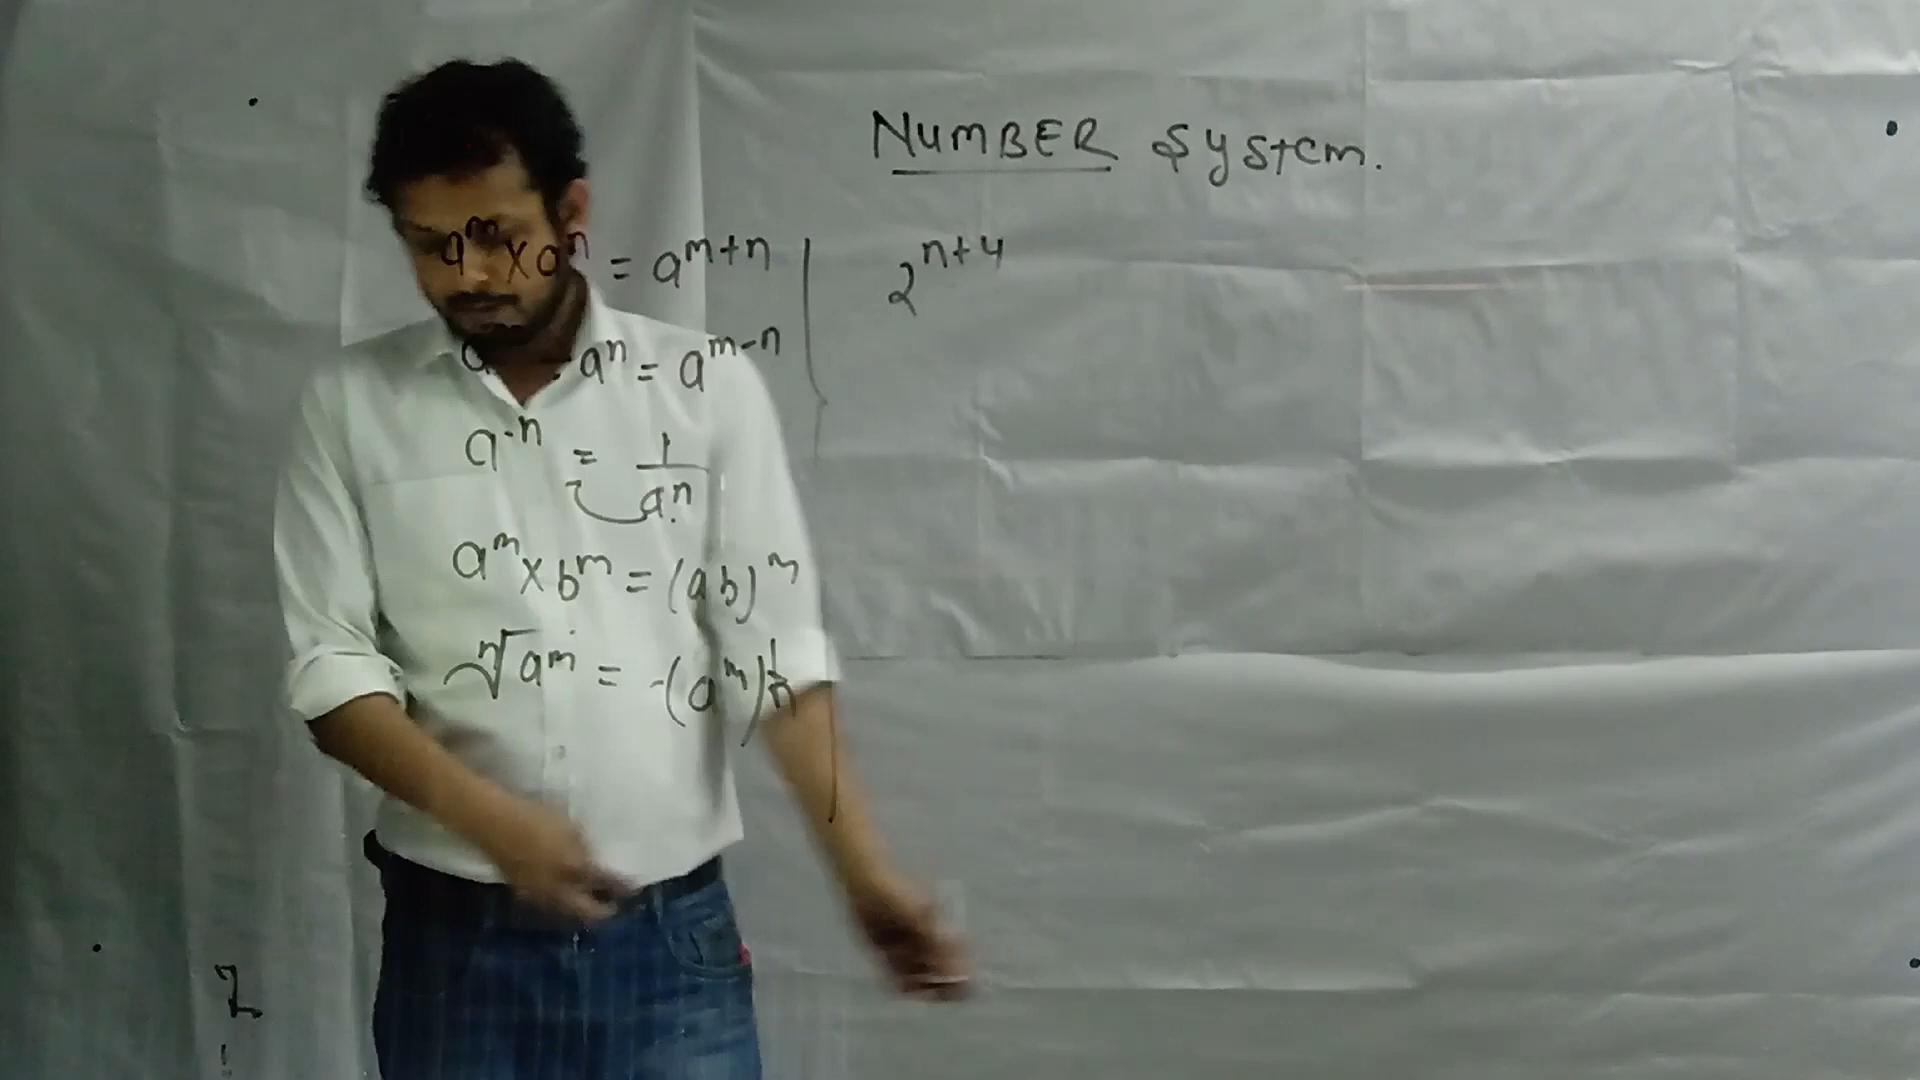 NUMBER System.
a^m × a^n = a^(m+n)
a^n = a^(m-n)
a^-n = 1/a^n
a^m × b^m = (ab)^m
ⁿ√a^m = (a^m)^(1/n)
2^(n+4)